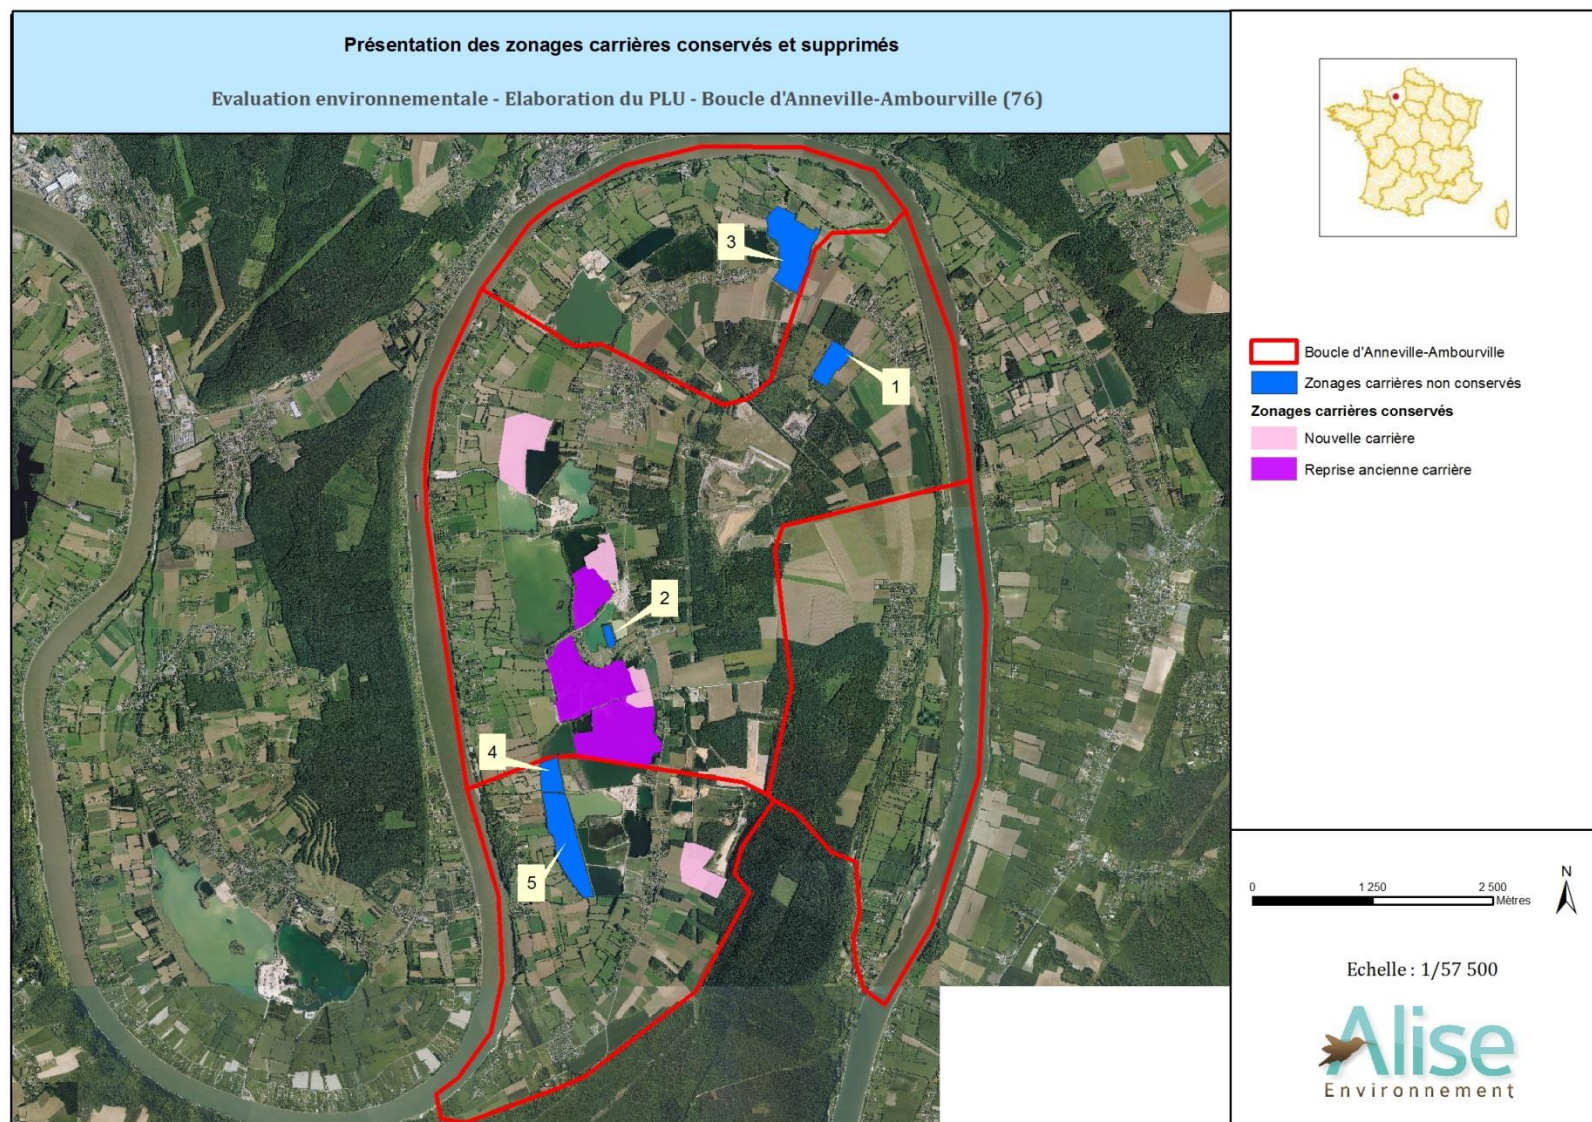 Présentation des zonages carrières conservés et supprimés
Evaluation environnementale - Elaboration du PLU - Boucle d'Anneville-Ambourville (76)
3
1
2
4
5
Boucle d'Anneville-Ambourville
Zonages carrières non conservés
Zonages carrières conservés
Nouvelle carrière
Reprise ancienne carrière
0 1 250 2 500
Mètres
N
Echelle : 1/57 500
Alise
Environnement